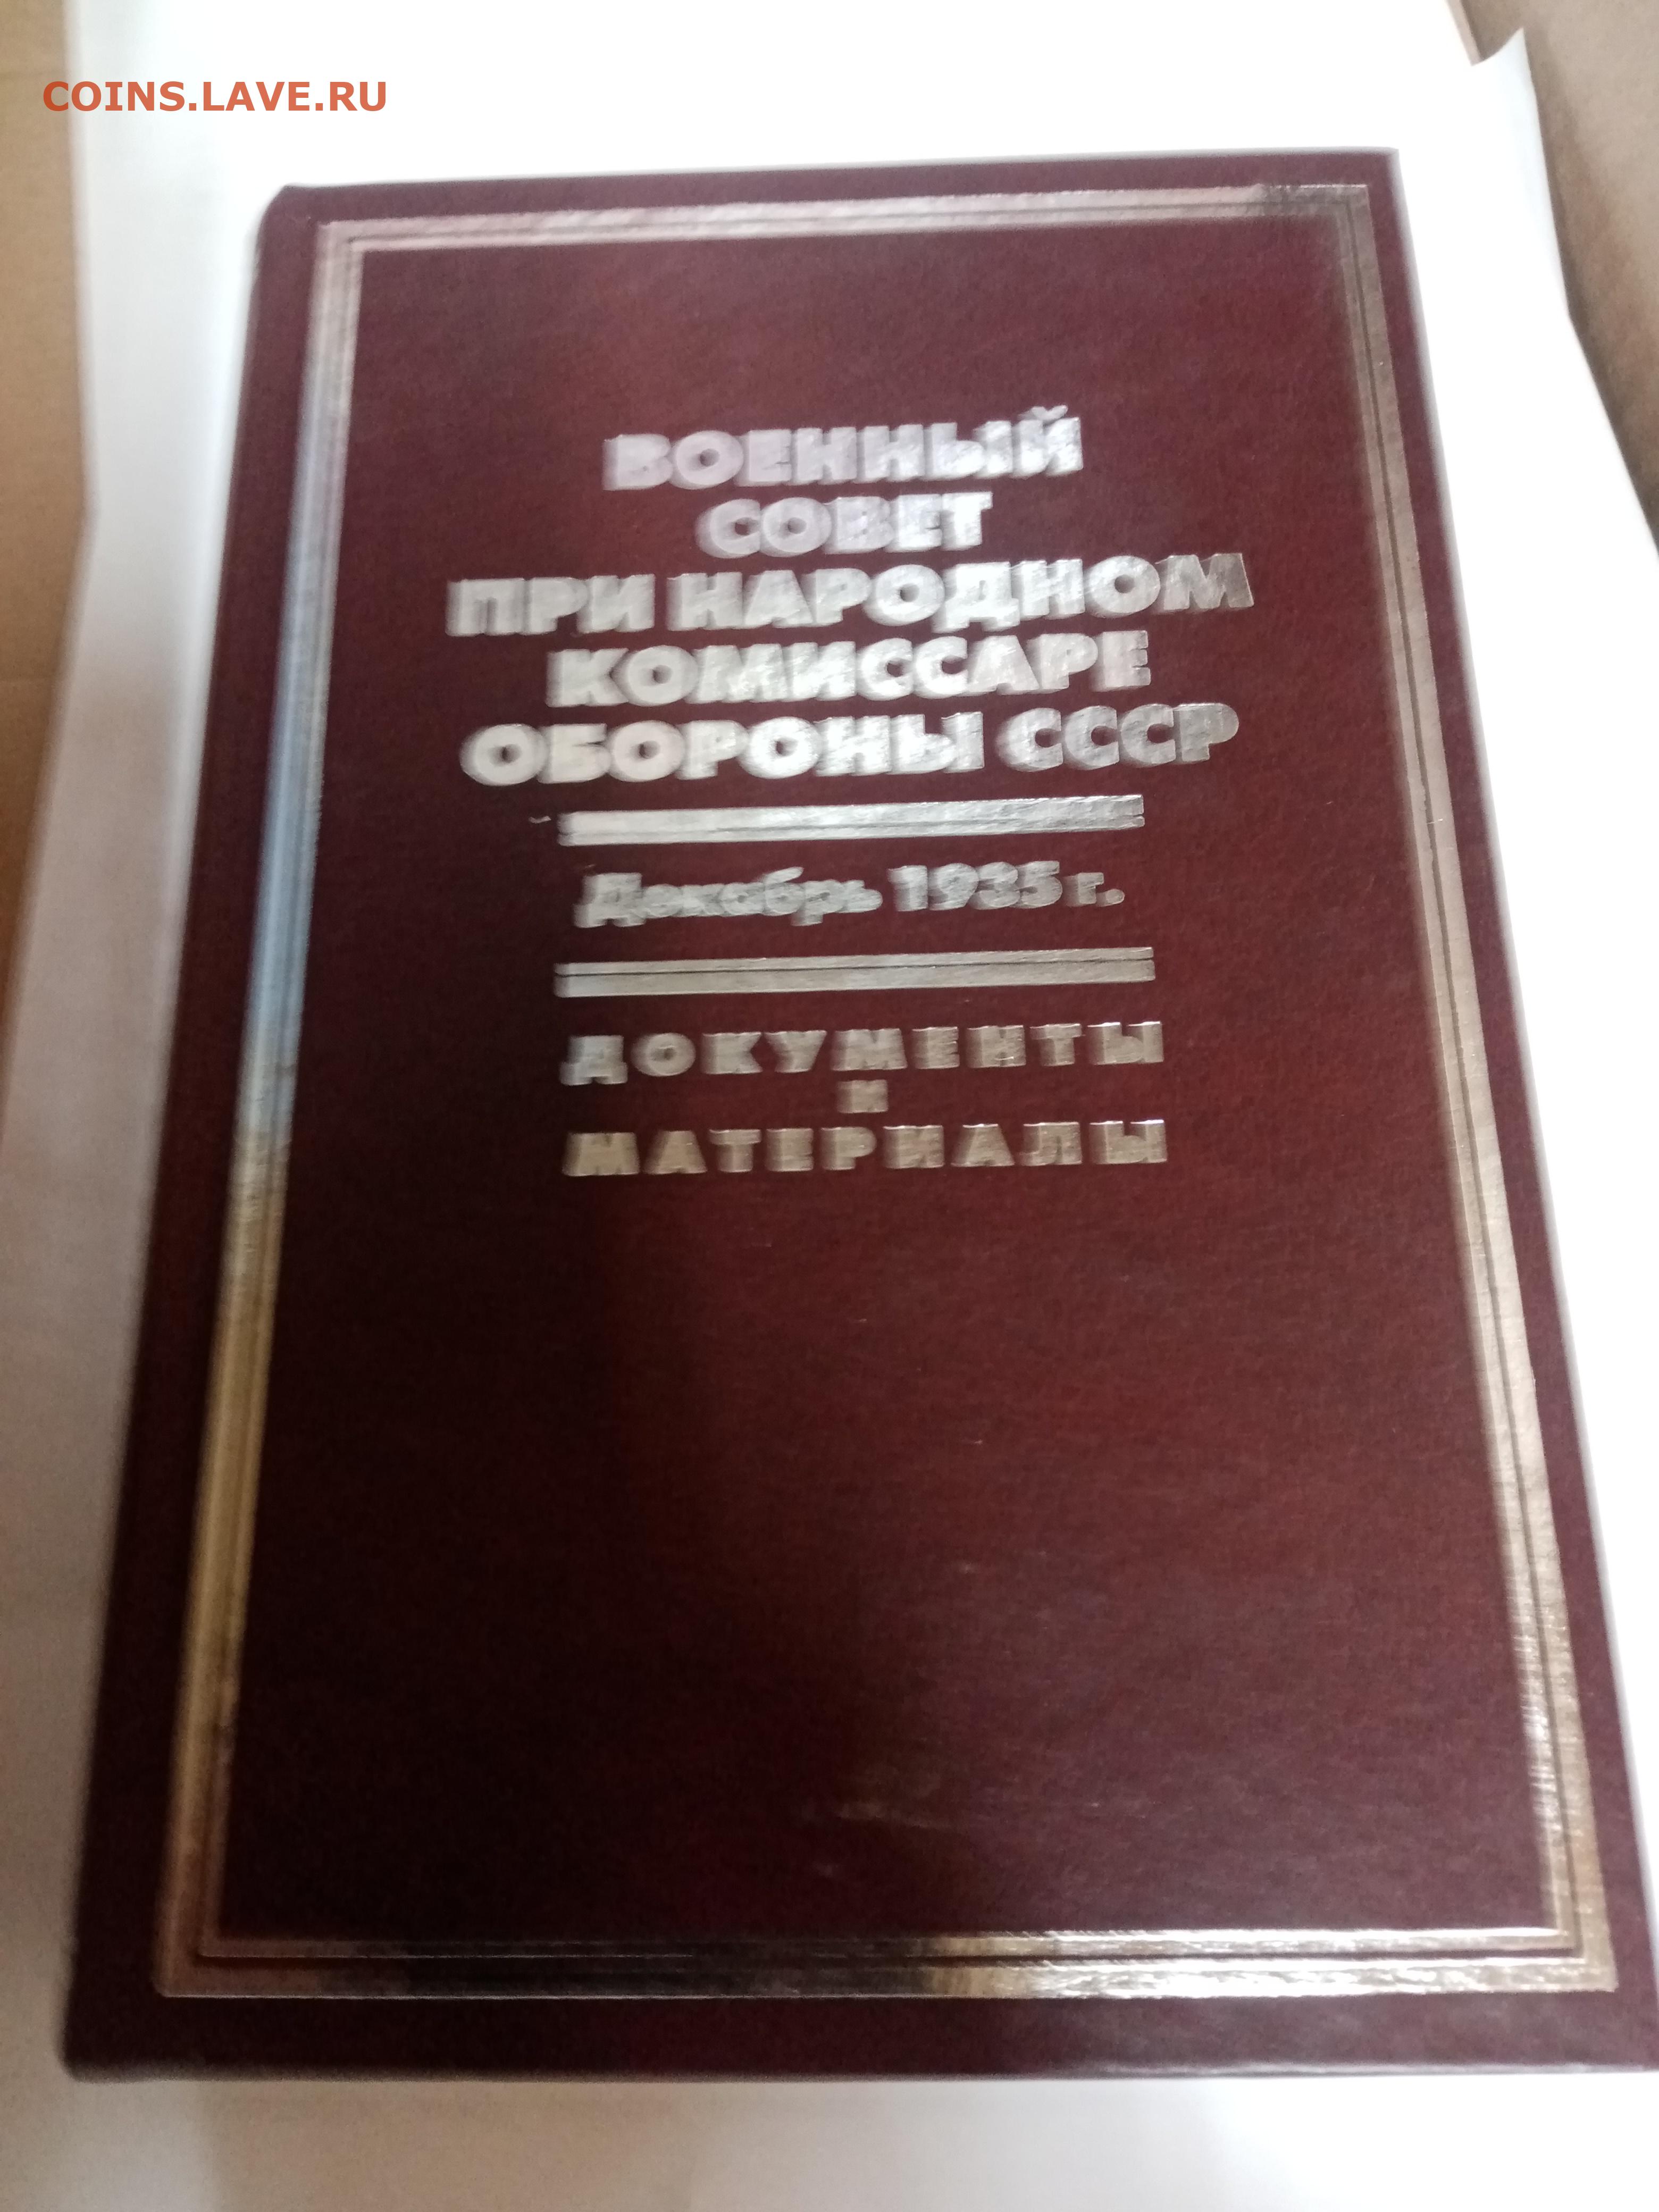 COINS.LAVE.RU
ВОЕННЫЙ
СОВЕТ
ПРИ НАРОДНОМ
КОМИССАРЕ
ОБОРОНЫ СССР
Декабрь 1935 г.
ДОКУМЕНТЫ
И
МАТЕРИАЛЫ